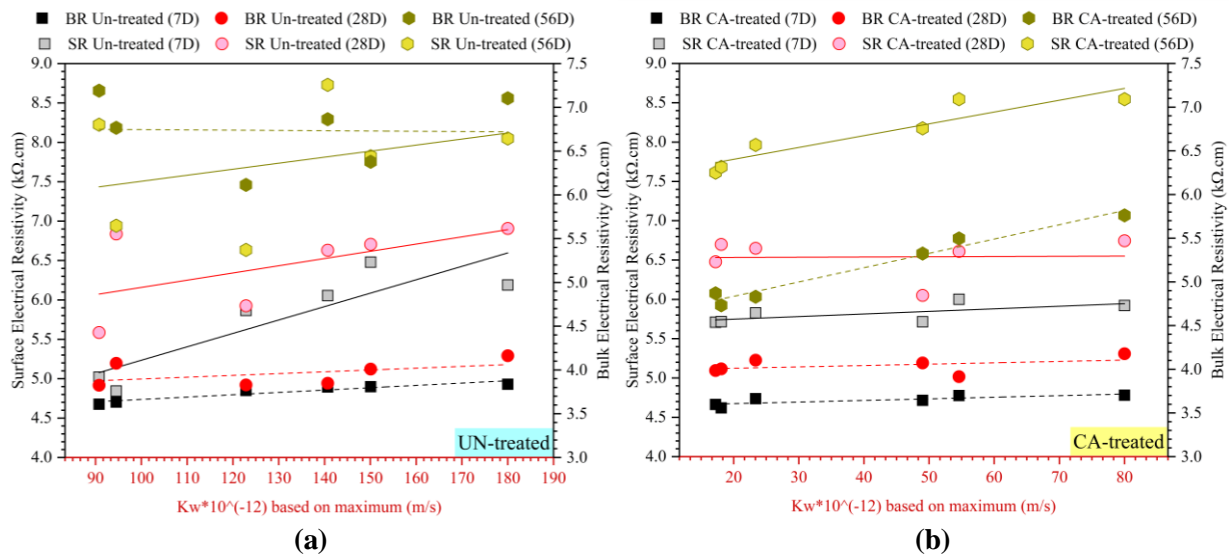 BR Un-treated (7D) BR Un-treated (28D) BR Un-treated (56D)
SR Un-treated (7D) SR Un-treated (28D) SR Un-treated (56D)
9.0
8.5
8.0
7.5
7.0
6.5
6.0
5.5
5.0
4.5
4.0
Surface Electrical Resistivity (kΩ.cm)
7.5
7.0
6.5
6.0
5.5
5.0
4.5
4.0
3.5
3.0
Bulk Electrical Resistivity (kΩ.cm)
UN-treated
90 100 110 120 130 140 150 160 170 180 190
Kw*10^(-12) based on maximum (m/s)
(a)
BR CA-treated (7D) BR CA-treated (28D) BR CA-treated (56D)
SR CA-treated (7D) SR CA-treated (28D) SR CA-treated (56D)
9.0
8.5
8.0
7.5
7.0
6.5
6.0
5.5
5.0
4.5
4.0
Surface Electrical Resistivity (kΩ.cm)
7.5
7.0
6.5
6.0
5.5
5.0
4.5
4.0
3.5
3.0
Bulk Electrical Resistivity (kΩ.cm)
CA-treated
20 30 40 50 60 70 80
Kw*10^(-12) based on maximum (m/s)
(b)